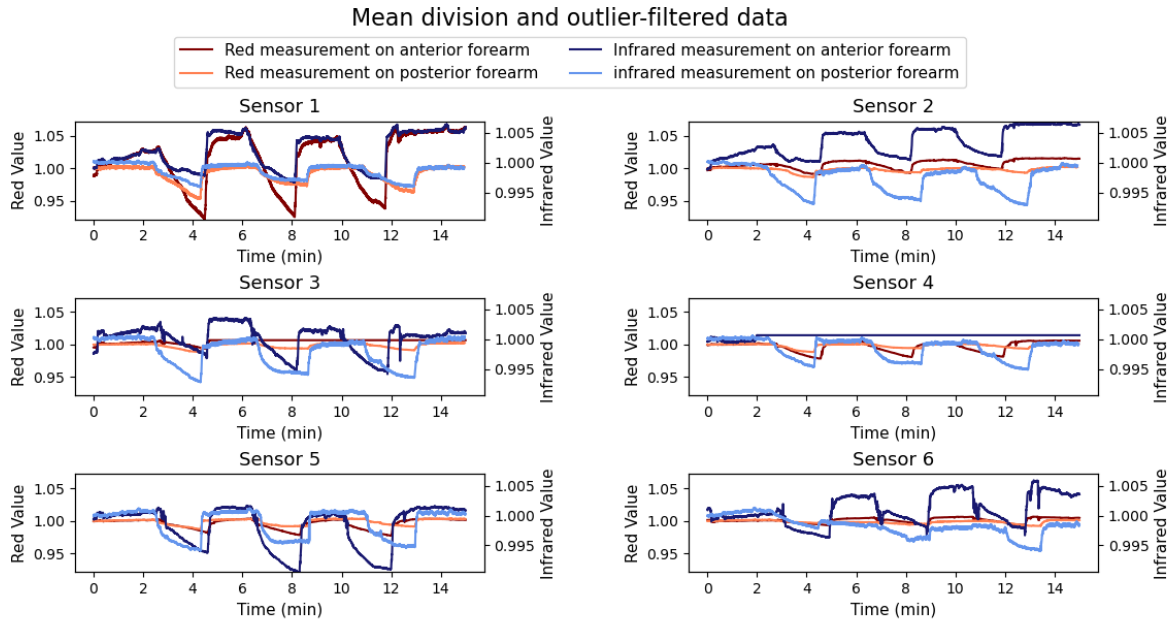 Mean division and outlier-filtered data
Red measurement on anterior forearm
Red measurement on posterior forearm
Infrared measurement on anterior forearm
infrared measurement on posterior forearm
Sensor 1
Red Value
1.05
1.00
0.95
1.005
1.000
0.995
Infrared Value
0 2 4 6 8 10 12 14
Time (min)
Sensor 2
Red Value
1.05
1.00
0.95
1.005
1.000
0.995
Infrared Value
0 2 4 6 8 10 12 14
Time (min)
Sensor 3
Red Value
1.05
1.00
0.95
1.005
1.000
0.995
Infrared Value
0 2 4 6 8 10 12 14
Time (min)
Sensor 4
Red Value
1.05
1.00
0.95
1.005
1.000
0.995
Infrared Value
0 2 4 6 8 10 12 14
Time (min)
Sensor 5
Red Value
1.05
1.00
0.95
1.005
1.000
0.995
Infrared Value
0 2 4 6 8 10 12 14
Time (min)
Sensor 6
Red Value
1.05
1.00
0.95
1.005
1.000
0.995
Infrared Value
0 2 4 6 8 10 12 14
Time (min)